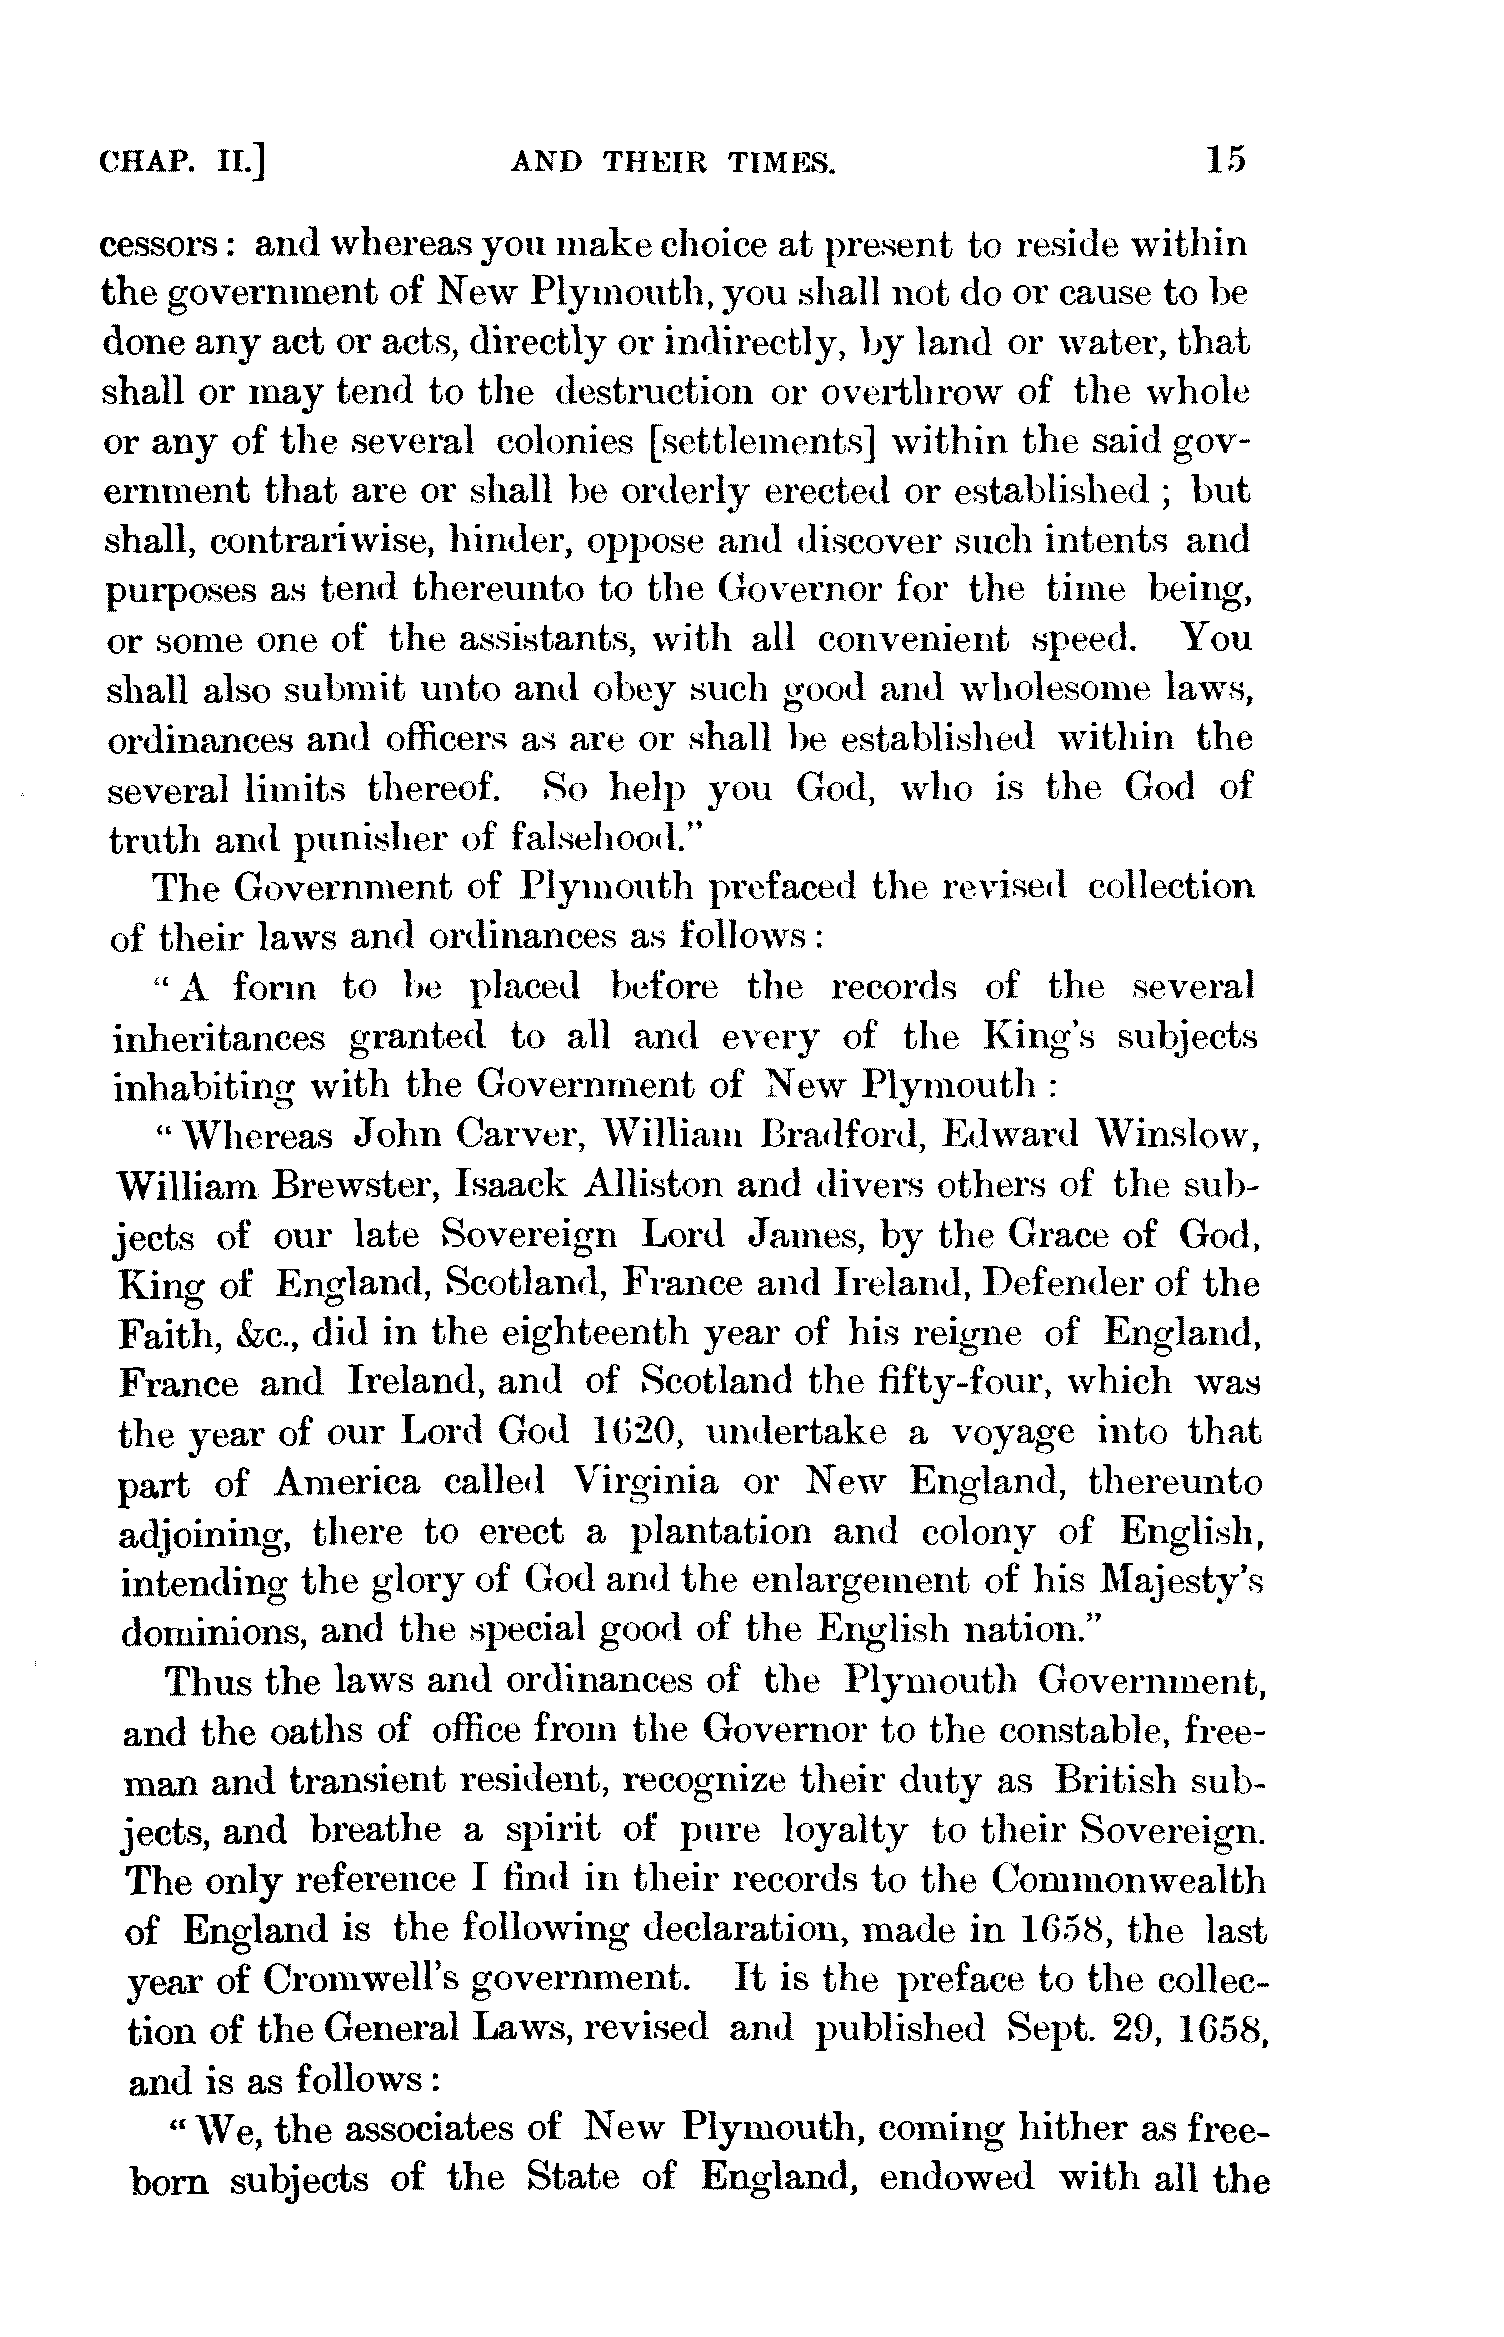 CHAP. II.] AND THEIR TIMES. 15
cessors: and whereas you make choice at present to reside within
the government of New Plymouth, you shall not do or cause to be
done any act or acts, directly or indirectly, by land or water, that
shall or may tend to the destruction or overthrow of the whole
or any of the several colonies [settlements] within the said gov-
ernment that are or shall be orderly erected or established; but
shall, contrariwise, hinder, oppose and discover such intents and
purposes as tend thereunto to the Governor for the time being,
or some one of the assistants, with all convenient speed. You
shall also submit unto and obey such good and wholesome laws,
ordinances and officers as are or shall be established within the
several limits thereof. So help you God, who is the God of
truth and punisher of falsehood."
The Government of Plymouth prefaced the revised collection
of their laws and ordinances as follows:
"A form to be placed before the records of the several
inheritances granted to all and every of the King's subjects
inhabiting with the Government of New Plymouth:
"Whereas John Carver, William Bradford, Edward Winslow,
William Brewster, Isaack Alliston and divers others of the sub-
jects of our late Sovereign Lord James, by the Grace of God,
King of England, Scotland, France and Ireland, Defender of the
Faith, &c., did in the eighteenth year of his reigne of England,
France and Ireland, and of Scotland the fifty-four, which was
the year of our Lord God 1620, undertake a voyage into that
part of America called Virginia or New England, thereunto
adjoining, there to erect a plantation and colony of English,
intending the glory of God and the enlargement of his Majesty's
dominions, and the special good of the English nation."
Thus the laws and ordinances of the Plymouth Government,
and the oaths of office from the Governor to the constable, free-
man and transient resident, recognize their duty as British sub-
jects, and breathe a spirit of pure loyalty to their Sovereign.
The only reference I find in their records to the Commonwealth
of England is the following declaration, made in 1658, the last
year of Cromwell's government. It is the preface to the collec-
tion of the General Laws, revised and published Sept. 29, 1658,
and is as follows:
"We, the associates of New Plymouth, coming hither as free-
born subjects of the State of England, endowed with all the